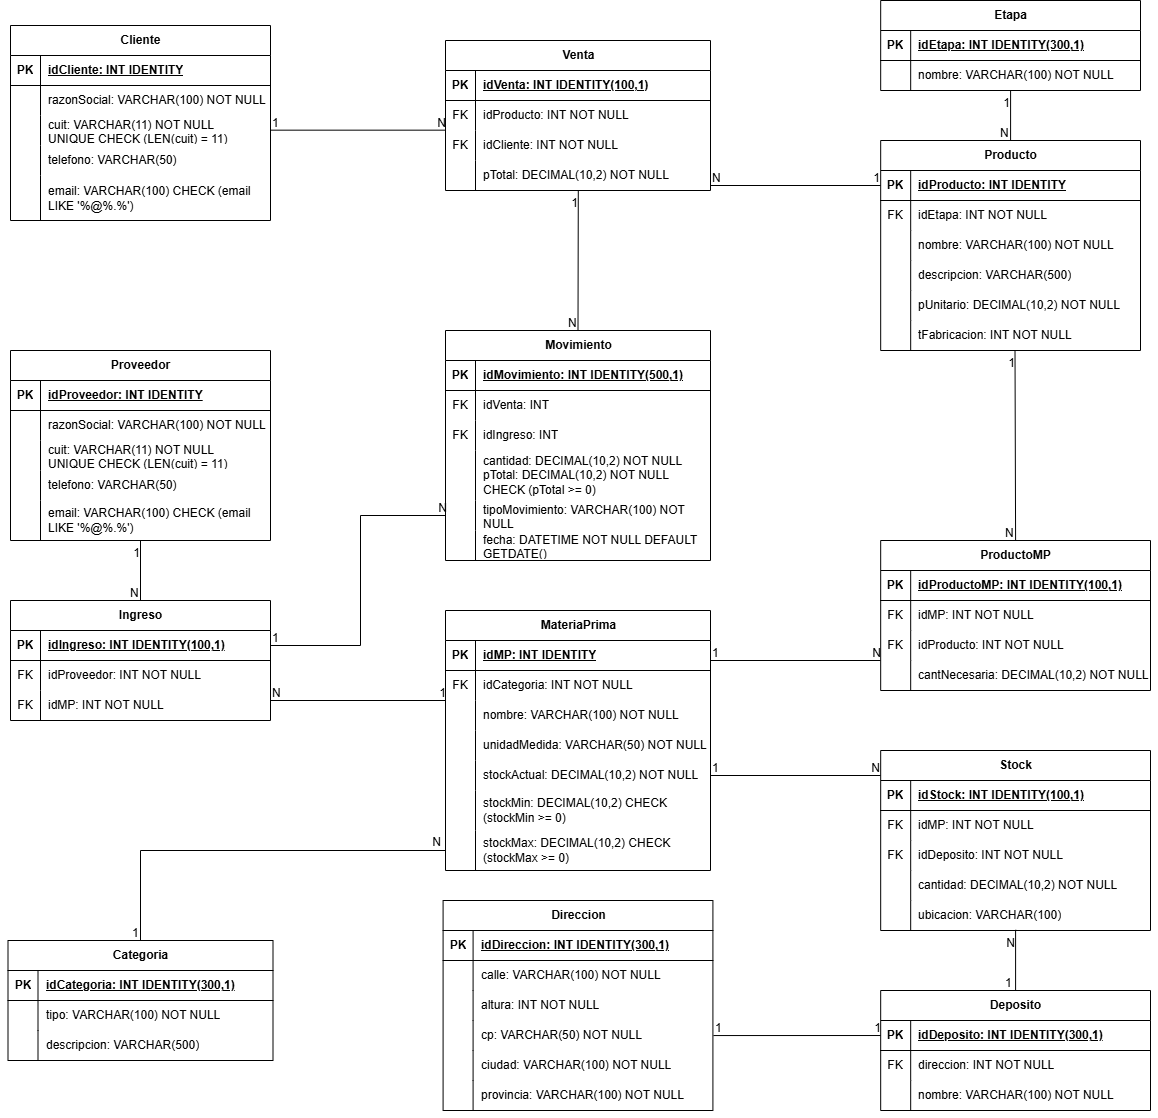 Cliente
PK idCliente: INT IDENTITY
razonSocial: VARCHAR(100) NOT NULL
cuit: VARCHAR(11) NOT NULL
UNIQUE CHECK (LEN(cuit) = 11)
telefono: VARCHAR(50)
email: VARCHAR(100) CHECK (email
LIKE '%@%.%')
1
N
Venta
PK idVenta: INT IDENTITY(100,1)
FK idProducto: INT NOT NULL
FK idCliente: INT NOT NULL
pTotal: DECIMAL(10,2) NOT NULL
N
1
1
N
Etapa
PK idEtapa: INT IDENTITY(300,1)
nombre: VARCHAR(100) NOT NULL
1
N
Producto
PK idProducto: INT IDENTITY
FK idEtapa: INT NOT NULL
nombre: VARCHAR(100) NOT NULL
descripcion: VARCHAR(500)
pUnitario: DECIMAL(10,2) NOT NULL
tFabricacion: INT NOT NULL
1
N
Proveedor
PK idProveedor: INT IDENTITY
razonSocial: VARCHAR(100) NOT NULL
cuit: VARCHAR(11) NOT NULL
UNIQUE CHECK (LEN(cuit) = 11)
telefono: VARCHAR(50)
email: VARCHAR(100) CHECK (email
LIKE '%@%.%')
1
N
Movimiento
PK idMovimiento: INT IDENTITY(500,1)
FK idVenta: INT
FK idIngreso: INT
cantidad: DECIMAL(10,2) NOT NULL
pTotal: DECIMAL(10,2) NOT NULL
CHECK (pTotal >= 0)
tipoMovimiento: VARCHAR(100) NOT
NULL
fecha: DATETIME NOT NULL DEFAULT
GETDATE()
N
1
Ingreso
PK idIngreso: INT IDENTITY(100,1)
FK idProveedor: INT NOT NULL
FK idMP: INT NOT NULL
N
1
MateriaPrima
PK idMP: INT IDENTITY
FK idCategoria: INT NOT NULL
nombre: VARCHAR(100) NOT NULL
unidadMedida: VARCHAR(50) NOT NULL
stockActual: DECIMAL(10,2) NOT NULL
stockMin: DECIMAL(10,2) CHECK
(stockMin >= 0)
stockMax: DECIMAL(10,2) CHECK
(stockMax >= 0)
1
N
1
N
N
1
ProductoMP
PK idProductoMP: INT IDENTITY(100,1)
FK idMP: INT NOT NULL
FK idProducto: INT NOT NULL
cantNecesaria: DECIMAL(10,2) NOT NULL
Stock
PK idStock: INT IDENTITY(100,1)
FK idMP: INT NOT NULL
FK idDeposito: INT NOT NULL
cantidad: DECIMAL(10,2) NOT NULL
ubicacion: VARCHAR(100)
N
1
Categoria
PK idCategoria: INT IDENTITY(300,1)
tipo: VARCHAR(100) NOT NULL
descripcion: VARCHAR(500)
Direccion
PK idDireccion: INT IDENTITY(300,1)
calle: VARCHAR(100) NOT NULL
altura: INT NOT NULL
cp: VARCHAR(50) NOT NULL
ciudad: VARCHAR(100) NOT NULL
provincia: VARCHAR(100) NOT NULL
1
1
Deposito
PK idDeposito: INT IDENTITY(300,1)
FK direccion: INT NOT NULL
nombre: VARCHAR(100) NOT NULL